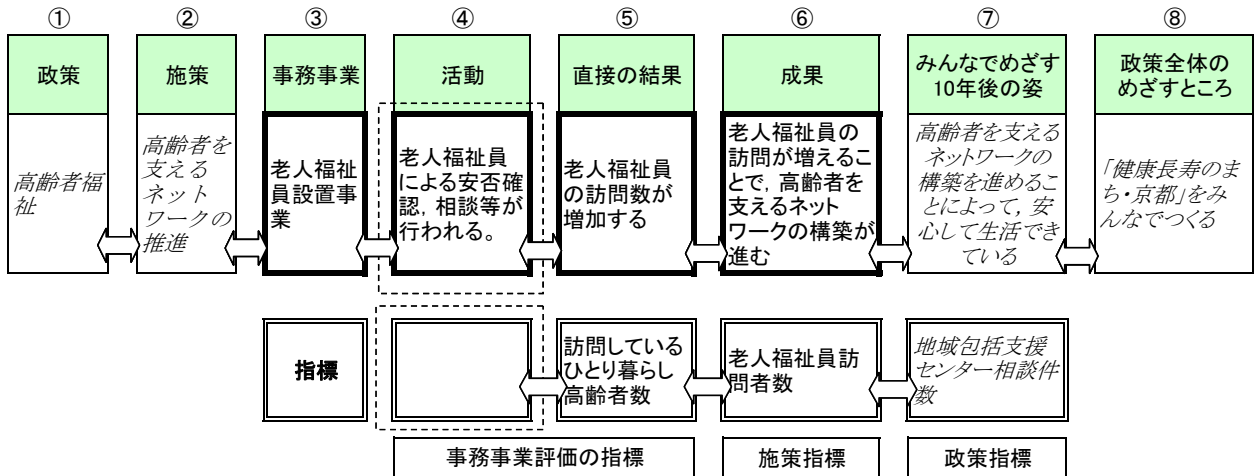 ① ② ③ ④ ⑤ ⑥ ⑦ ⑧
政策
施策
事務事業
活動
直接の結果
成果
みんなでめざす
10年後の姿
政策全体の
めざすところ
高齢者福
祉
高齢者を
支える
ネット
ワークの
推進
老人福祉
員設置事
業
老人福祉員
による安否確
認，相談等が
行われる。
老人福祉員
の訪問数が
増加する
老人福祉員の
訪問が増えるこ
とで，高齢者を
支えるネット
ワークの構築が
進む
高齢者を支える
ネットワークの
構築を進めるこ
とによって，安
心して生活でき
ている
「健康長寿のま
ち・京都」をみ
んなでつくる
指標
訪問している
ひとり暮らし
高齢者数
老人福祉員訪
問者数
地域包括支援
センター相談件
数
事務事業評価の指標
施策指標
政策指標